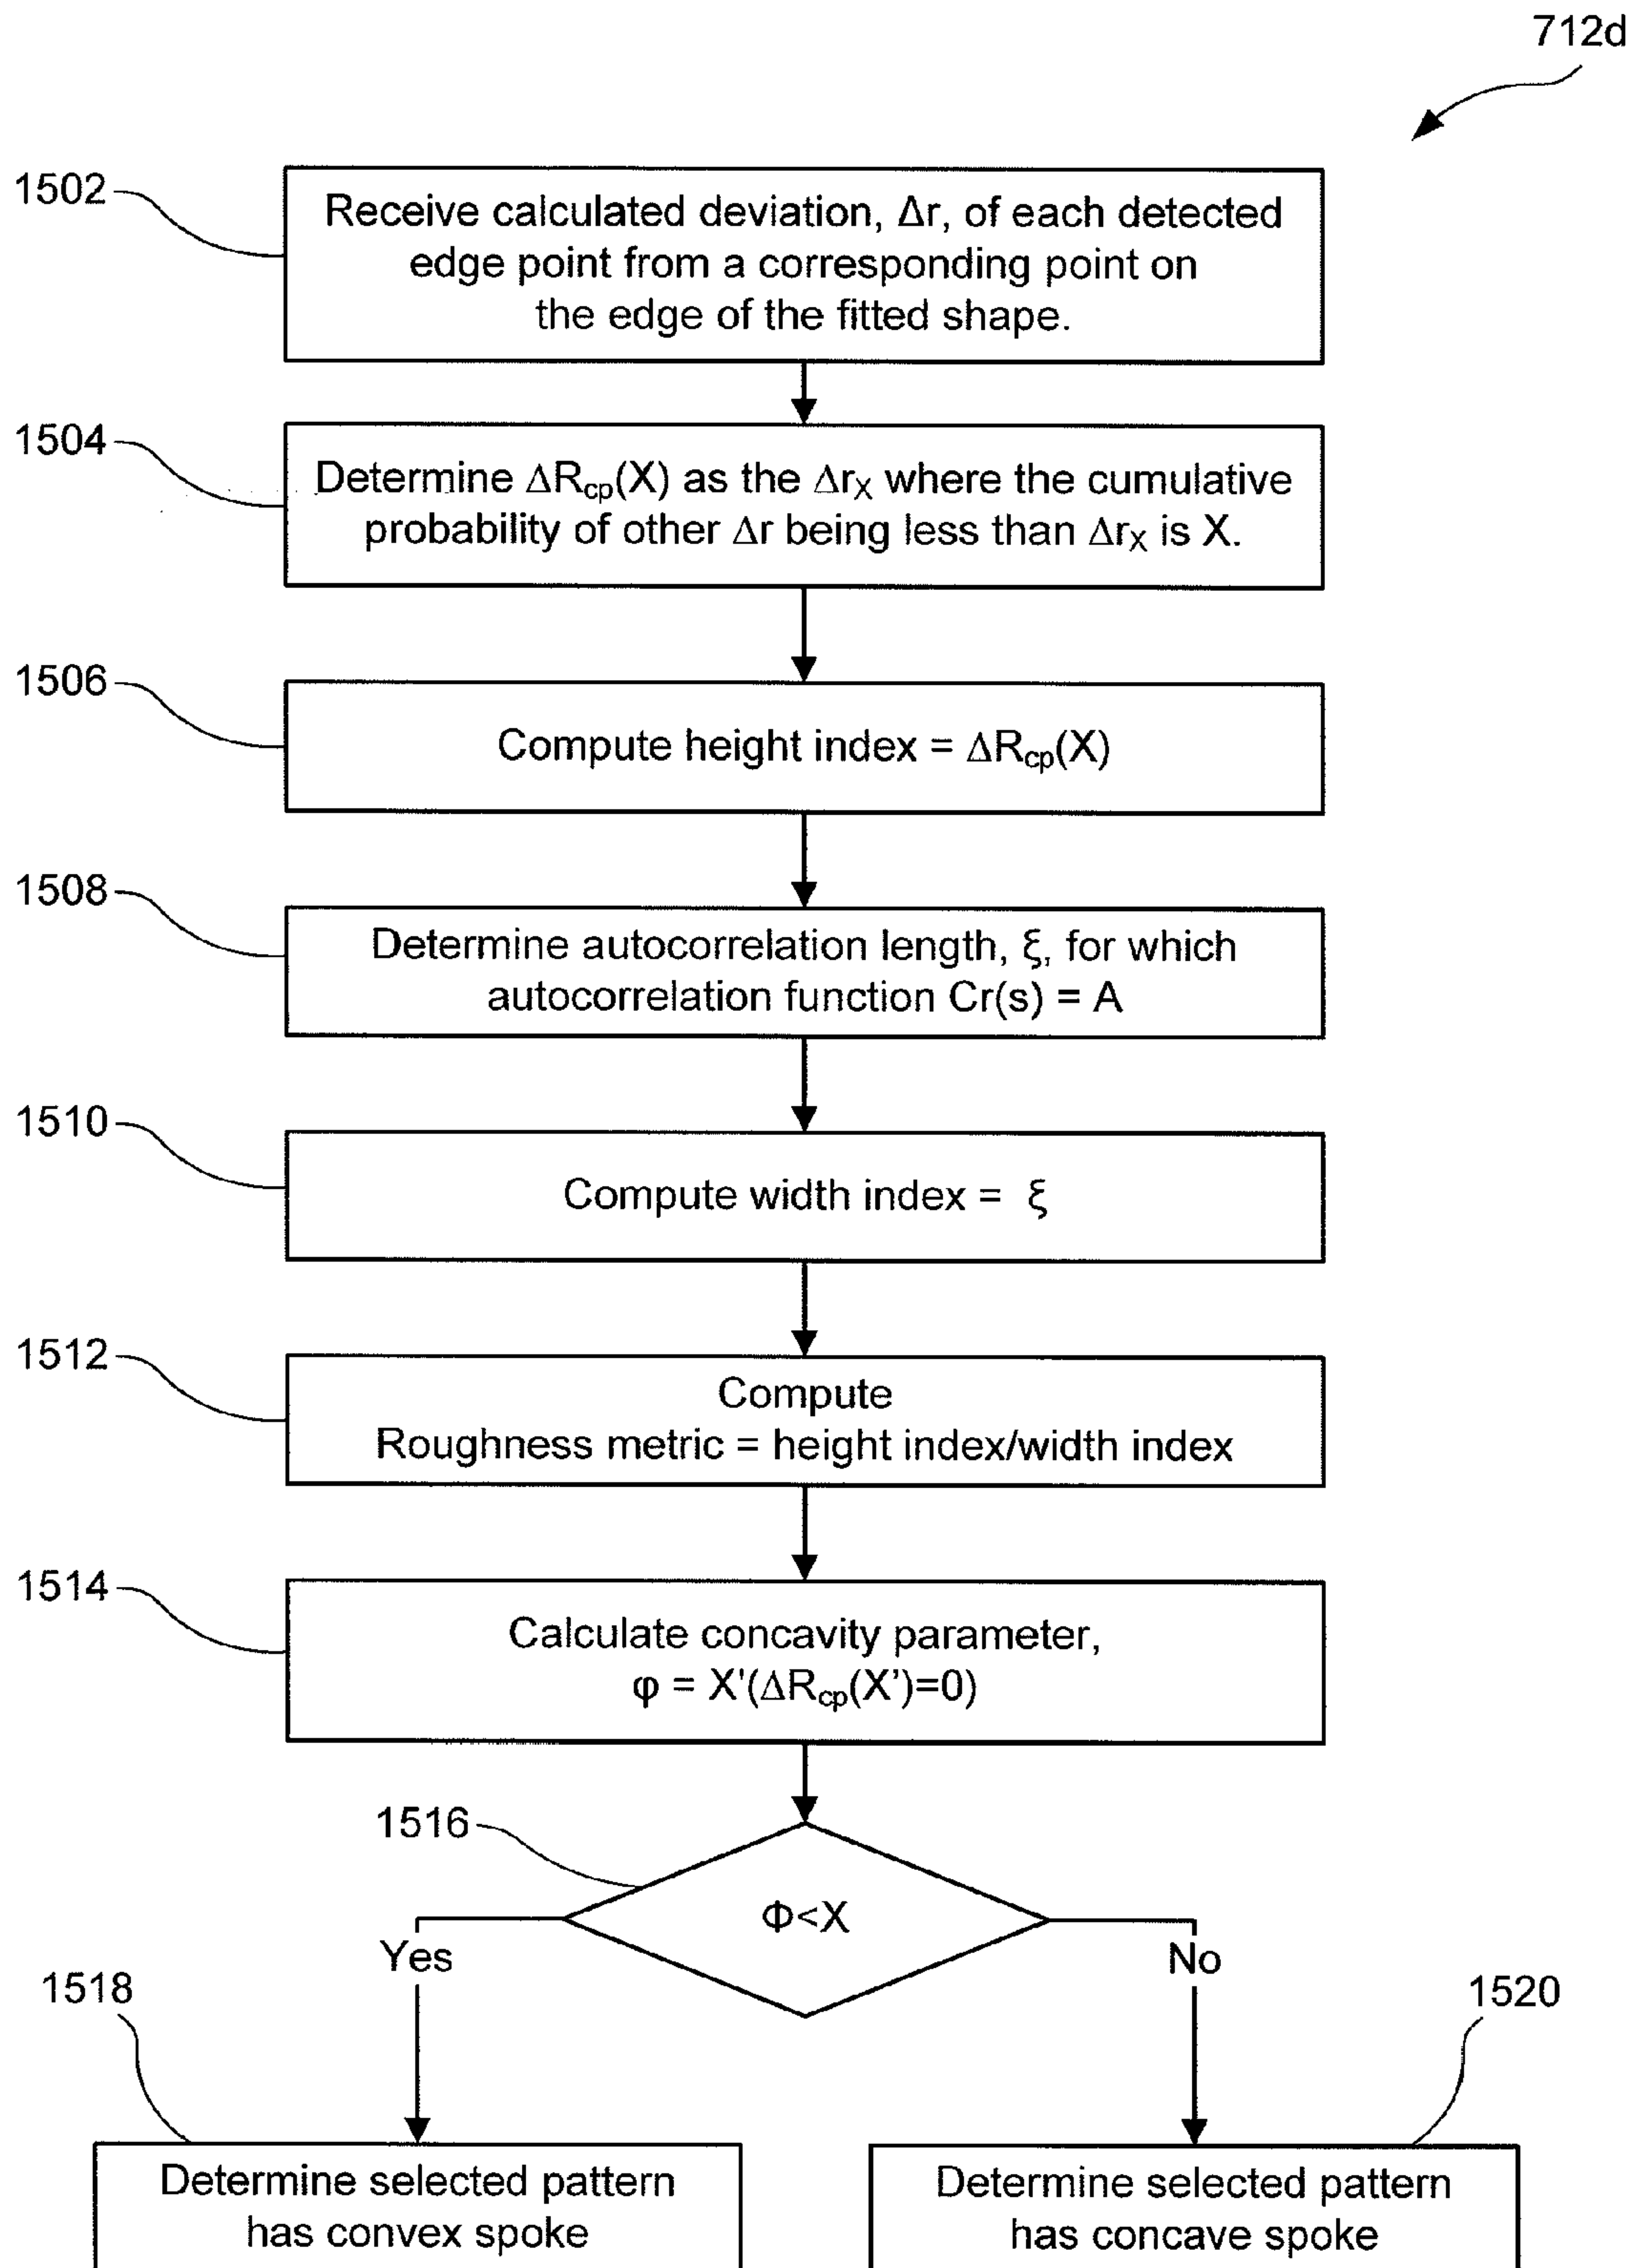 712d
1502
Receive calculated deviation, Δr, of each detected
edge point from a corresponding point on
the edge of the fitted shape.
1504
Determine ΔRcp(X) as the ΔrX where the cumulative
probability of other Δr being less than ΔrX is X.
1506
Compute height index = ΔRcp(X)
1508
Determine autocorrelation length, ξ, for which
autocorrelation function Cr(s) = A
1510
Compute width index = ξ
1512
Compute
Roughness metric = height index/width index
1514
Calculate concavity parameter,
φ = X'(ΔRcp(X')=0)
1516
Φ<X
Yes
No
1518
1520
Determine selected pattern
has convex spoke
Determine selected pattern
has concave spoke